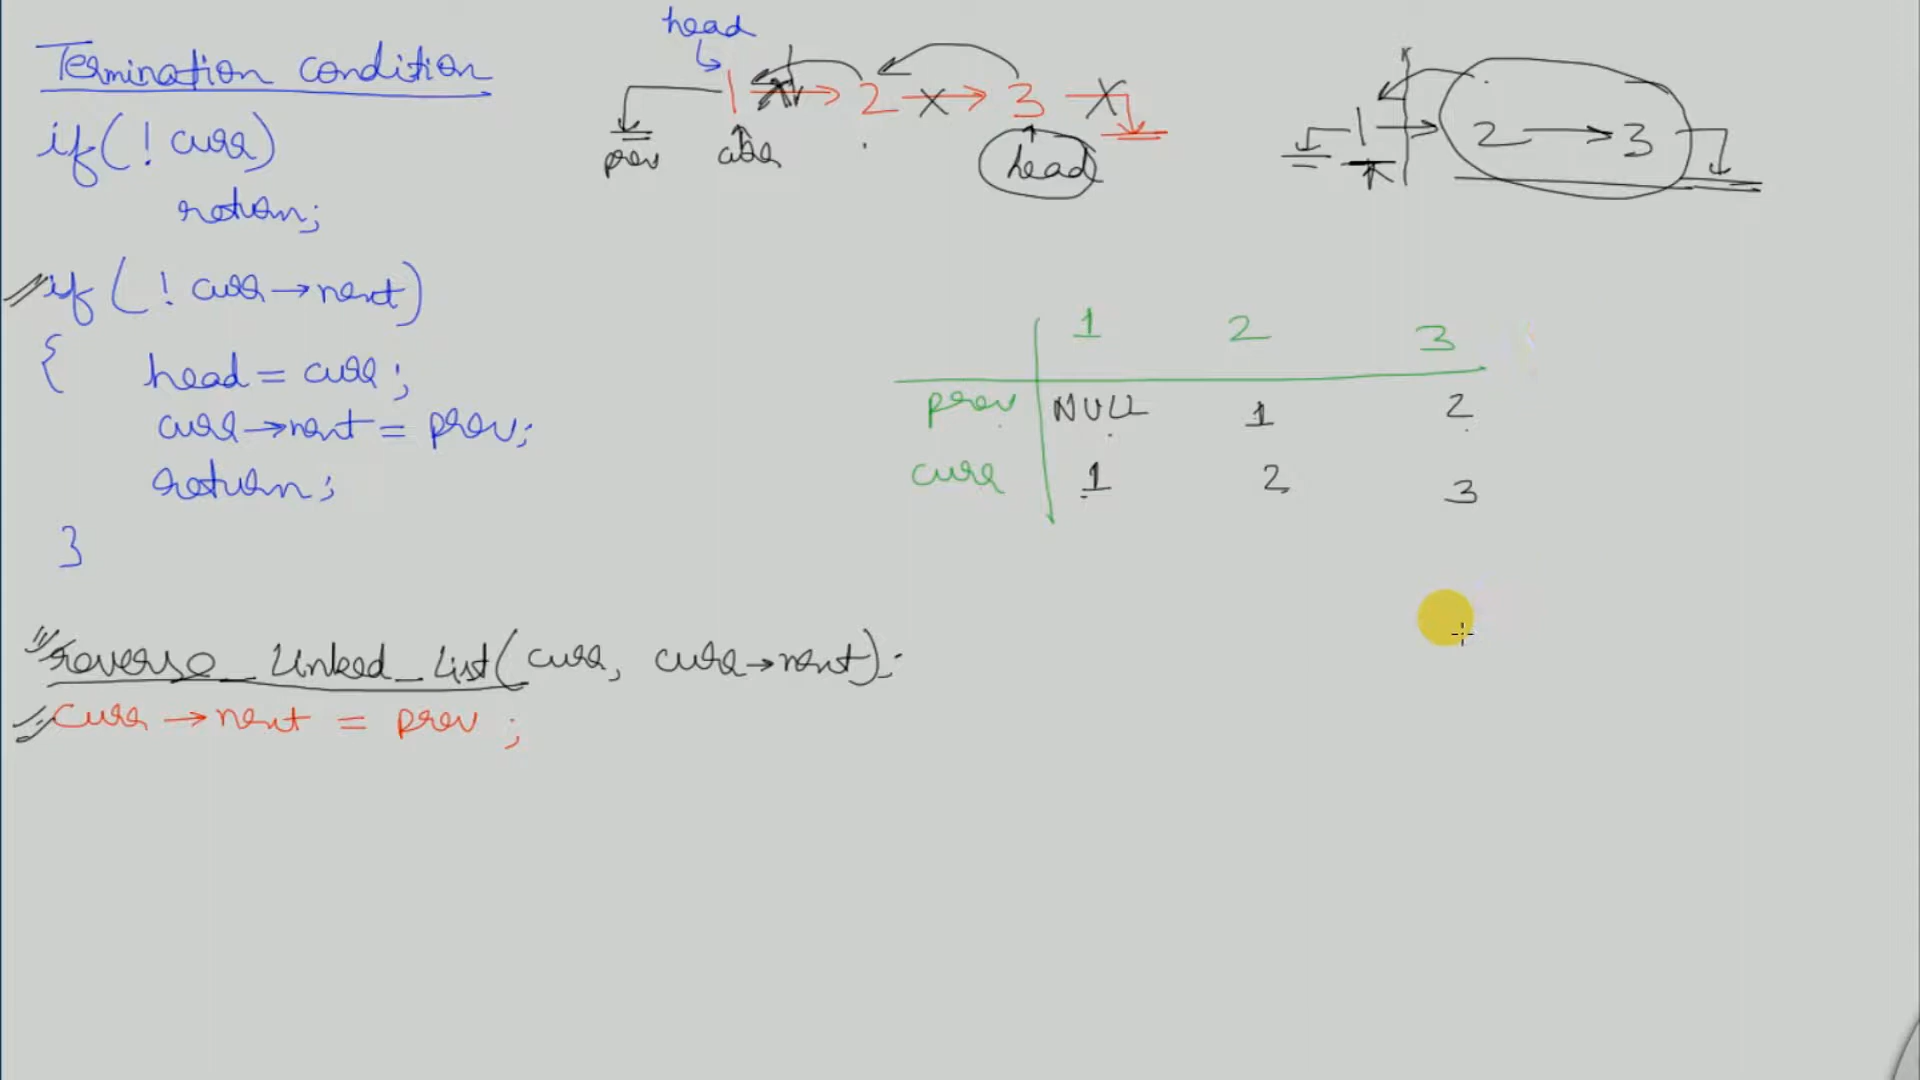 Termination condition
if(! curr)
return;
if(! curr→next)
{ head = curr;
curr→next = prev;
return;
}
reverse_Linked_List(curr, curr→next);
curr → next = prev ;
head
1 → 2 → 3
prev curr head
1 → 2 → 3
1 2 3
prev NULL 1 2
curr 1 2 3